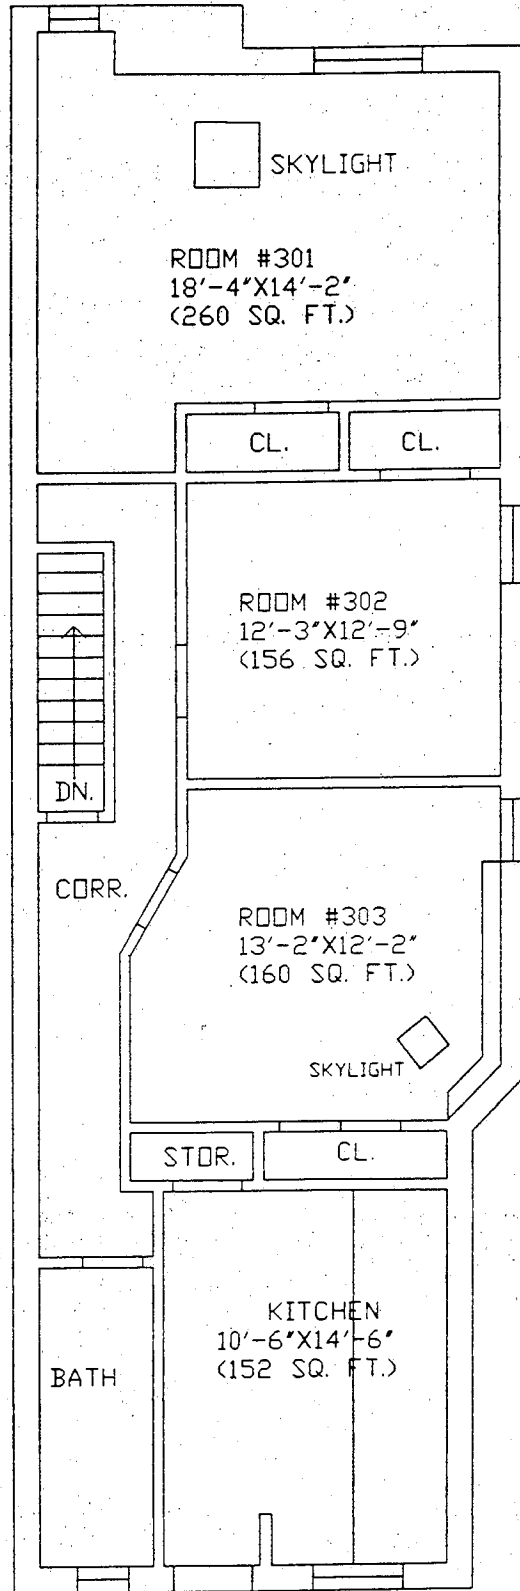 SKYLIGHT
ROOM #301
18'-4"X14'-2"
(260 SQ. FT.)
CL.
CL.
ROOM #302
12'-3"X12'-9"
(156 SQ. FT.)
DN.
CORR.
ROOM #303
13'-2"X12'-2"
(160 SQ. FT.)
SKYLIGHT
STOR.
CL.
KITCHEN
10'-6"X14'-6"
(152 SQ. FT.)
BATH